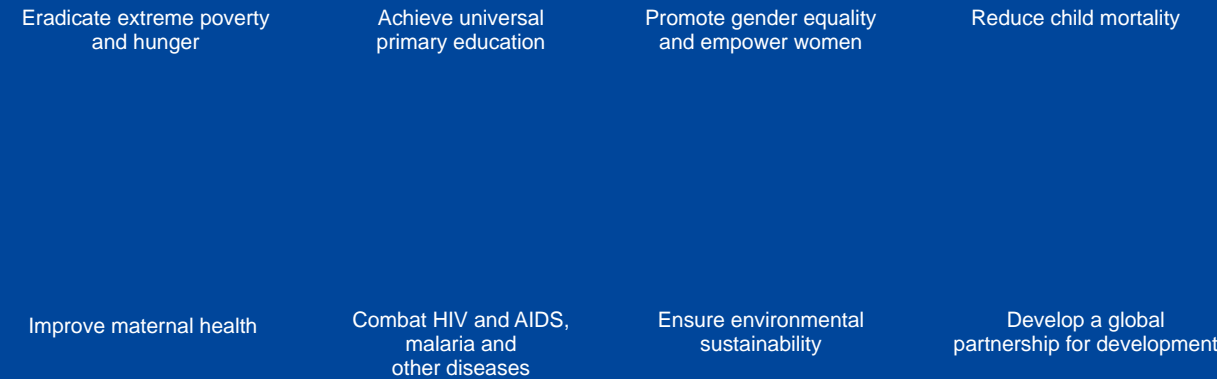 Eradicate extreme poverty
and hunger
Achieve universal
primary education
Promote gender equality
and empower women
Reduce child mortality
Improve maternal health
Combat HIV and AIDS,
malaria and
other diseases
Ensure environmental
sustainability
Develop a global
partnership for development